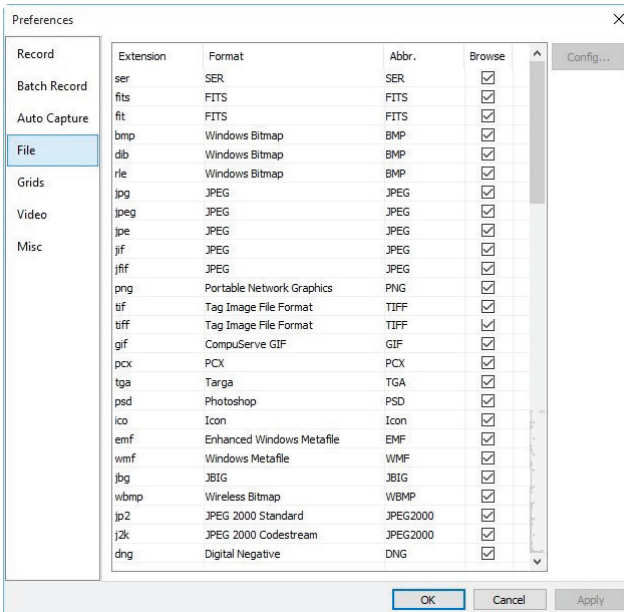 Preferences
Record
Batch Record
Auto Capture
File
Grids
Video
Misc
Extension Format Abbr. Browse
ser SER SER
fits FITS FITS
fit FITS FITS
bmp Windows Bitmap BMP
dib Windows Bitmap BMP
rle Windows Bitmap BMP
jpg JPEG JPEG
jpeg JPEG JPEG
jpe JPEG JPEG
jif JPEG JPEG
jfif JPEG JPEG
png Portable Network Graphics PNG
tif Tag Image File Format TIFF
tiff Tag Image File Format TIFF
gif CompuServe GIF GIF
pcx PCX PCX
tga Targa TGA
psd Photoshop PSD
ico Icon Icon
emf Enhanced Windows Metafile EMF
wmf Windows Metafile WMF
jbg JBIG JBIG
wbmp Wireless Bitmap WBMP
jp2 JPEG 2000 Standard JPEG2000
j2k JPEG 2000 Codestream JPEG2000
dng Digital Negative DNG
Config...
OK Cancel Apply